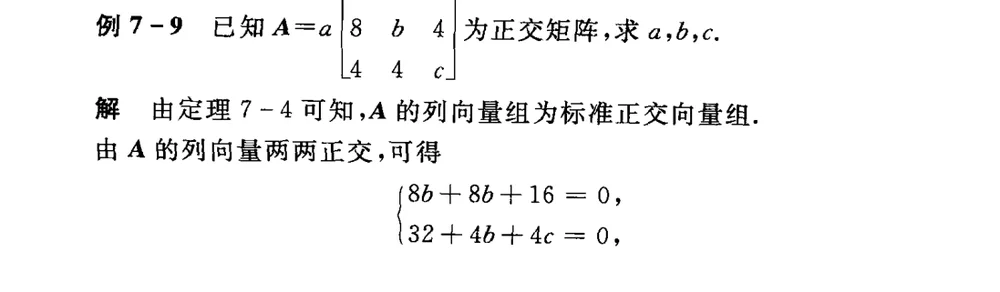 例 7-9 已知 A=a[8 b 4 为正交矩阵,求 a,b,c.
4 4 c]
解 由定理 7-4 可知,A 的列向量组为标准正交向量组.
由 A 的列向量两两正交,可得
{8b+8b+16 = 0,
32+4b+4c = 0,